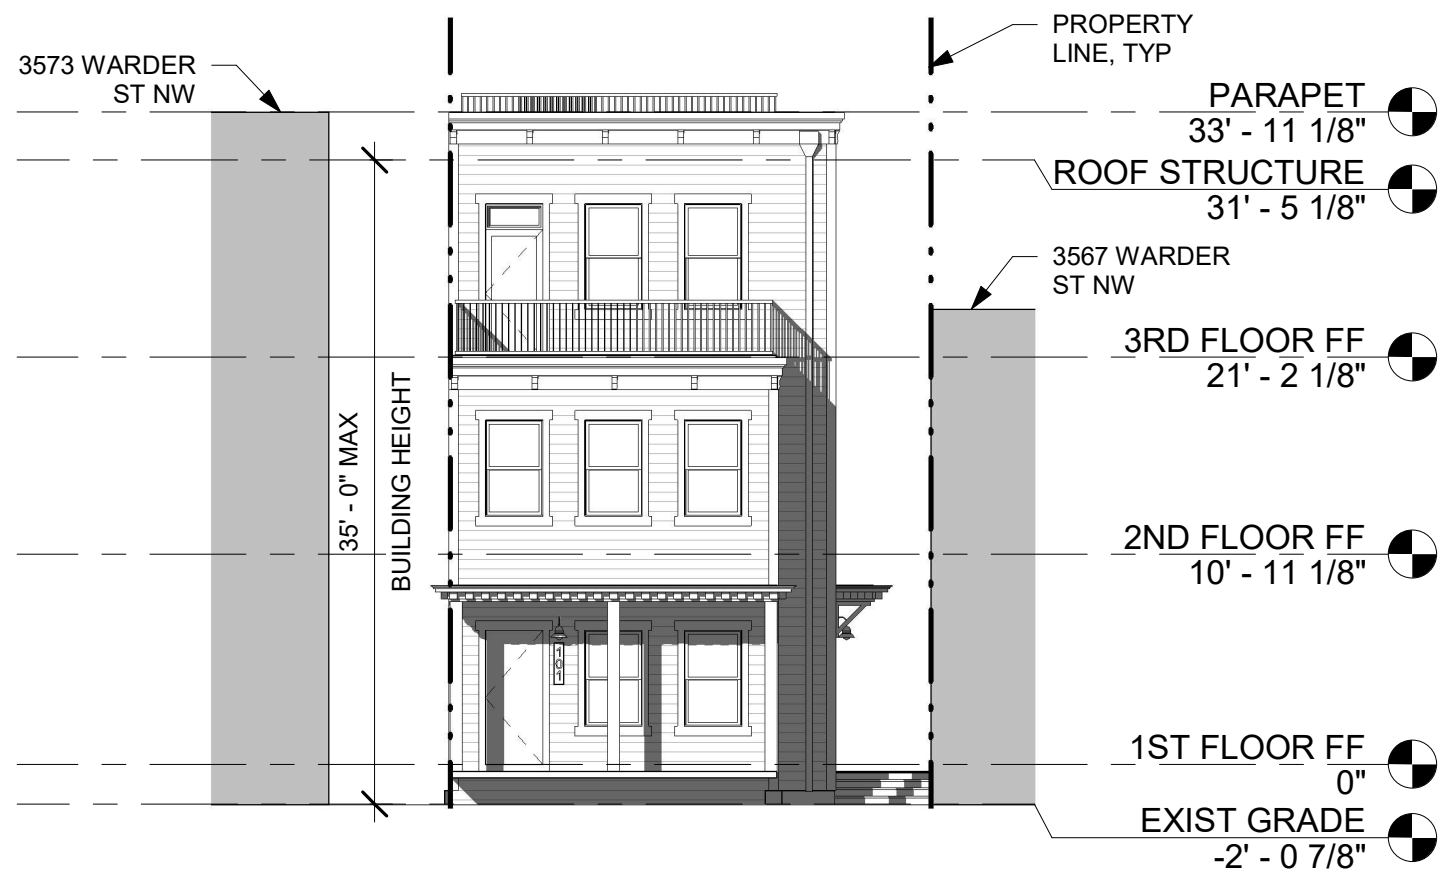 PROPERTY
LINE, TYP
3573 WARDER
ST NW
PARAPET
33' - 11 1/8"
ROOF STRUCTURE
31' - 5 1/8"
3567 WARDER
ST NW
3RD FLOOR FF
21' - 2 1/8"
35' - 0" MAX
BUILDING HEIGHT
2ND FLOOR FF
10' - 11 1/8"
101
1ST FLOOR FF
0"
EXIST GRADE
-2' - 0 7/8"